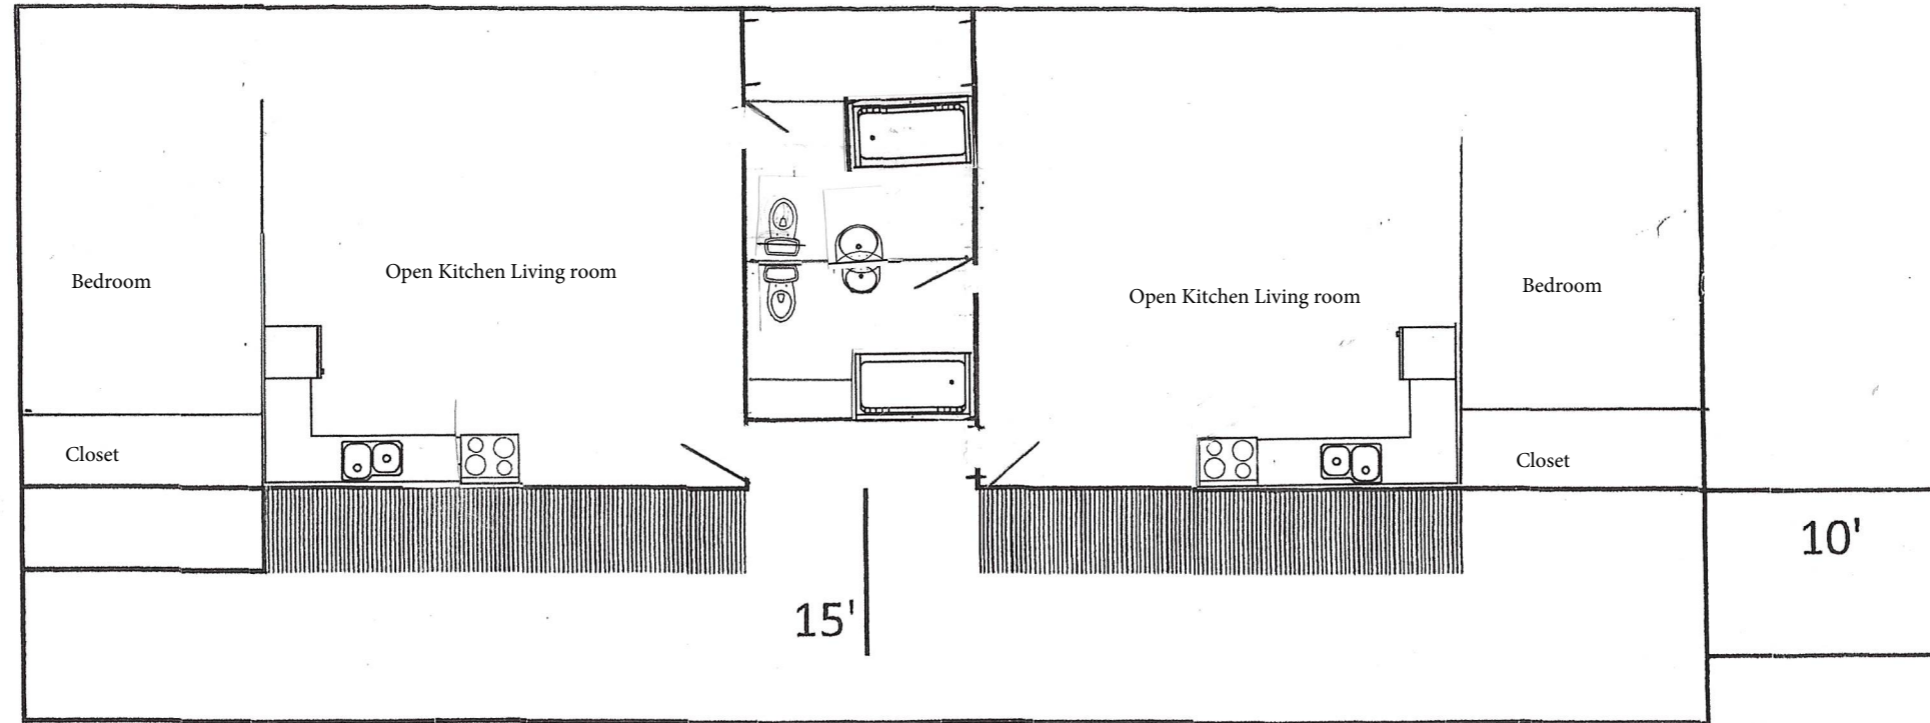 Bedroom
Open Kitchen Living room
Open Kitchen Living room
Bedroom
Closet
Closet
10'
15'